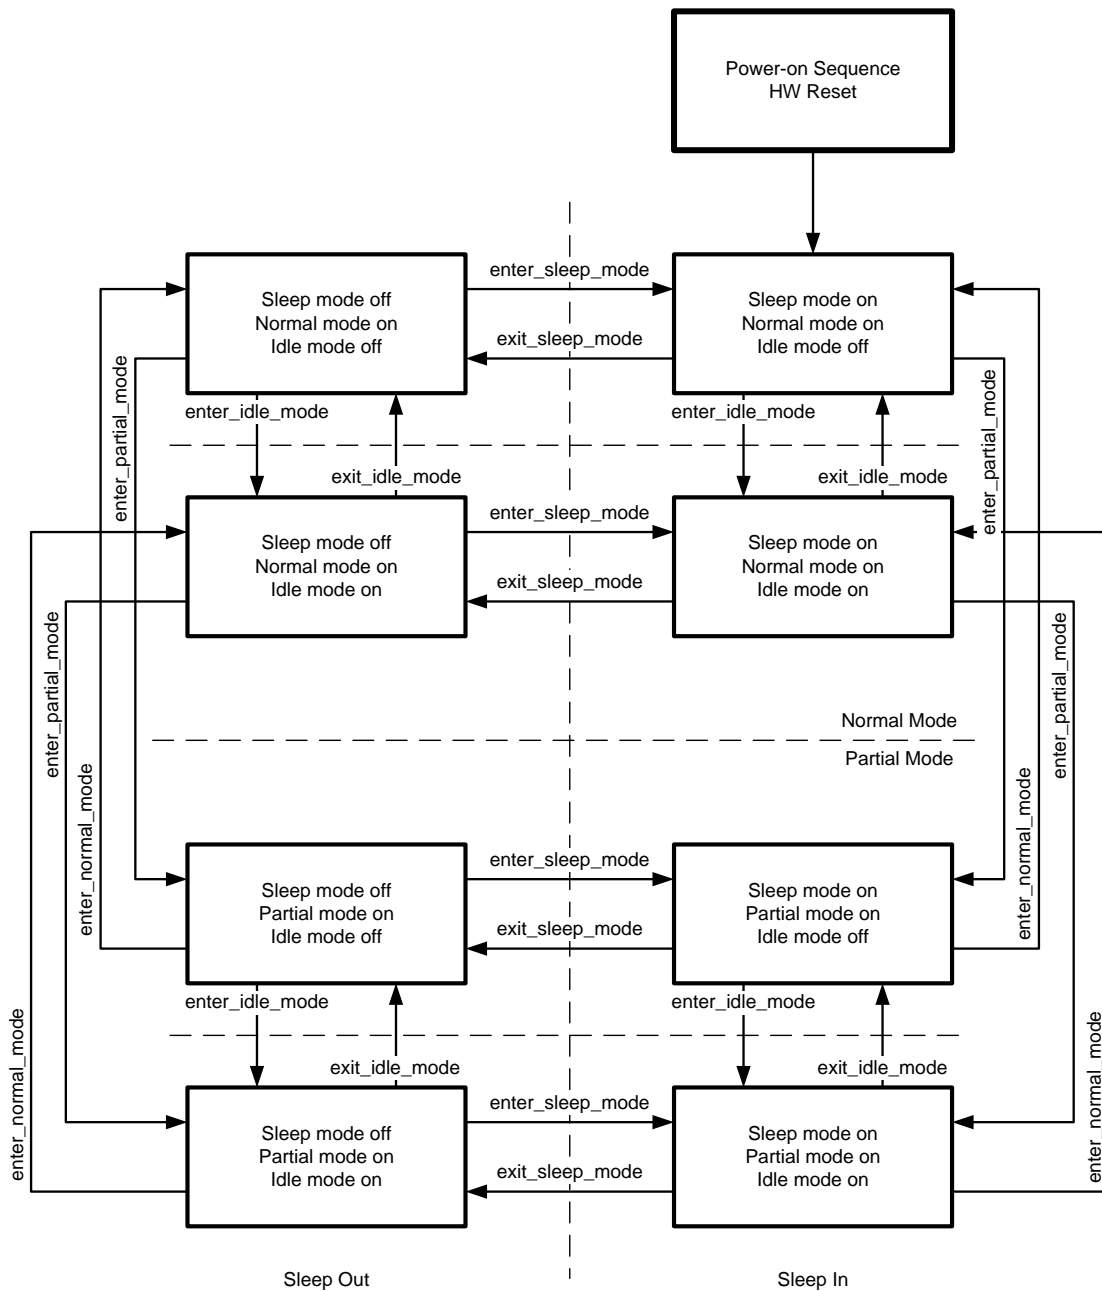 Power-on Sequence
HW Reset
enter_sleep_mode
Sleep mode off
Normal mode on
Idle mode off
Sleep mode on
Normal mode on
Idle mode off
exit_sleep_mode
enter_partial_mode
enter_partial_mode
enter_idle_mode
enter_idle_mode
exit_idle_mode
exit_idle_mode
enter_sleep_mode
Sleep mode off
Normal mode on
Idle mode on
Sleep mode on
Normal mode on
Idle mode on
exit_sleep_mode
enter_partial_mode
enter_partial_mode
Normal Mode
Partial Mode
enter_normal_mode
enter_normal_mode
enter_sleep_mode
Sleep mode off
Partial mode on
Idle mode off
Sleep mode on
Partial mode on
Idle mode off
exit_sleep_mode
enter_idle_mode
enter_idle_mode
exit_idle_mode
exit_idle_mode
enter_normal_mode
enter_normal_mode
enter_sleep_mode
Sleep mode off
Partial mode on
Idle mode on
Sleep mode on
Partial mode on
Idle mode on
exit_sleep_mode
Sleep Out
Sleep In